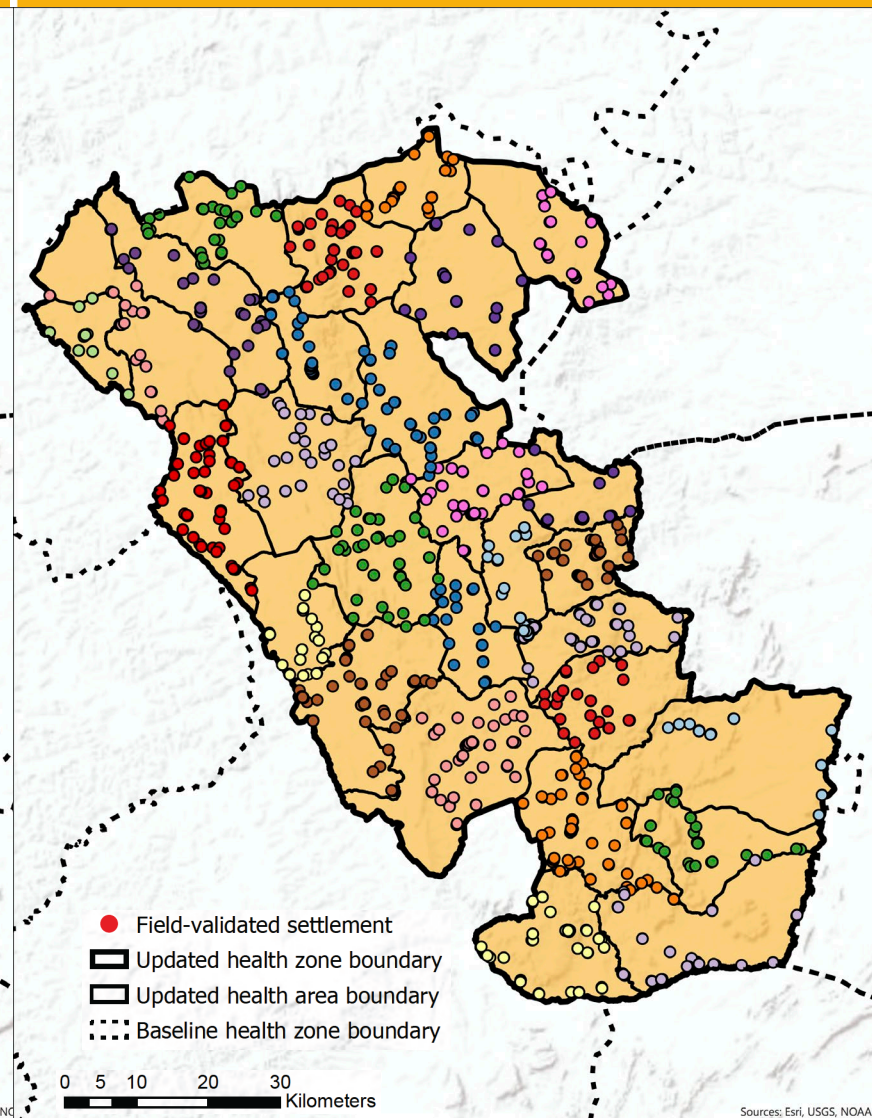 Field-validated settlement
Updated health zone boundary
Updated health area boundary
Baseline health zone boundary
0 5 10 20 30
Kilometers
NC
Sources: Esri, USGS, NOAA